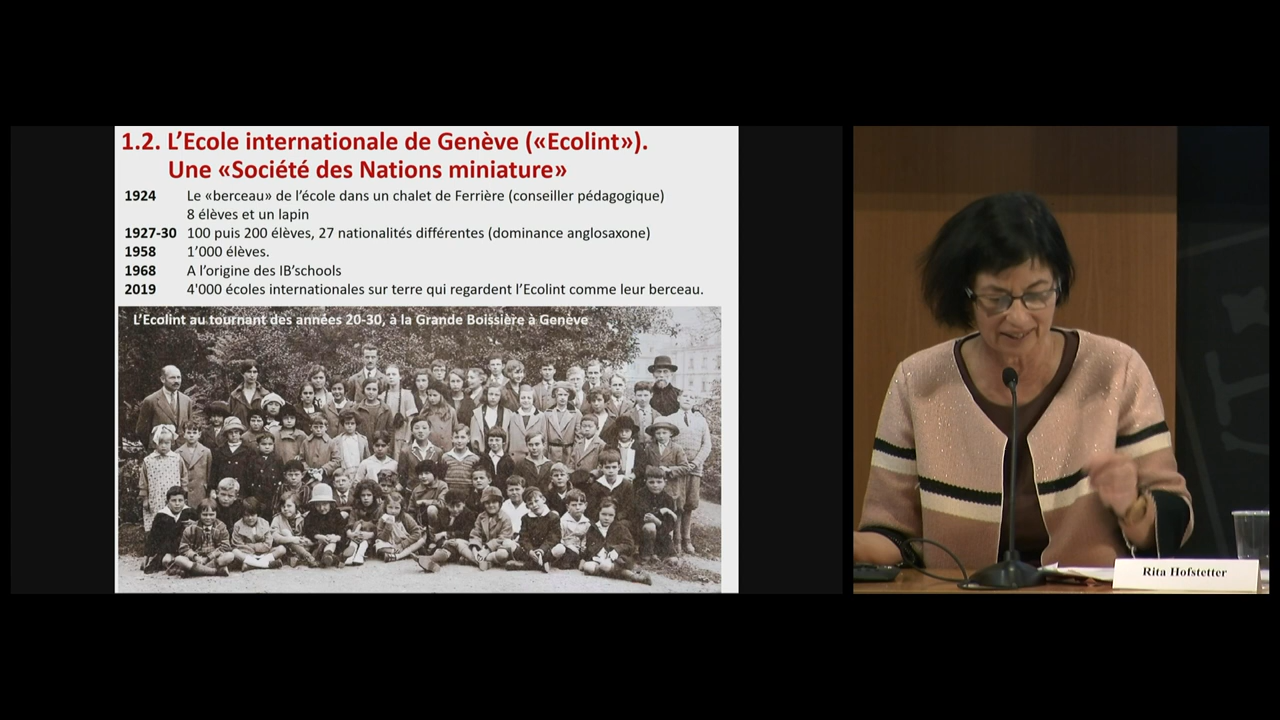 1.2. L’Ecole internationale de Genève («Ecolint»).
Une «Société des Nations miniature»
1924 Le «berceau» de l’école dans un chalet de Ferrière (conseiller pédagogique)
8 élèves et un lapin
1927-30 100 puis 200 élèves, 27 nationalités différentes (dominance anglosaxone)
1958 1’000 élèves.
1968 A l’origine des IB’schools
2019 4'000 écoles internationales sur terre qui regardent l’Ecolint comme leur berceau.
L’Ecolint au tournant des années 20-30, à la Grande Boissière à Genève
Rita Hofstetter